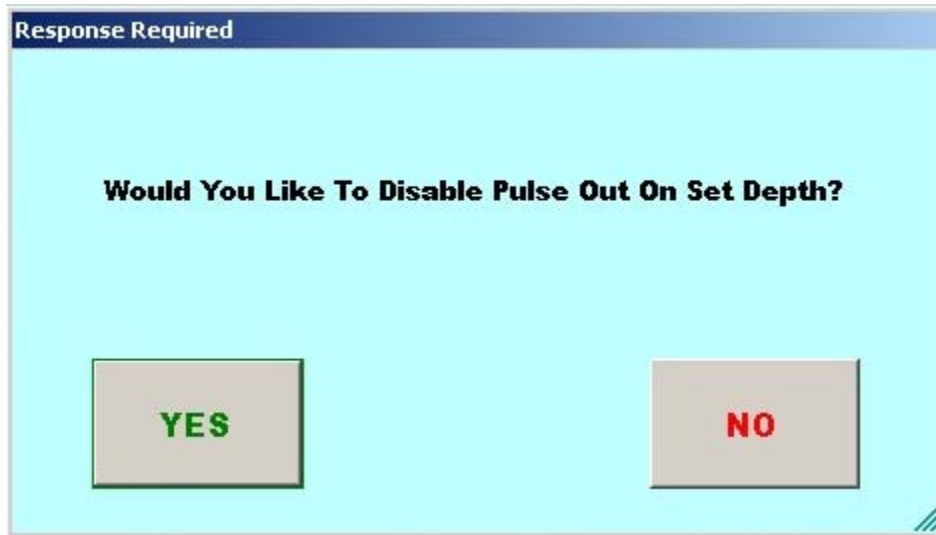 Response Required
Would You Like To Disable Pulse Out On Set Depth?
YES
NO